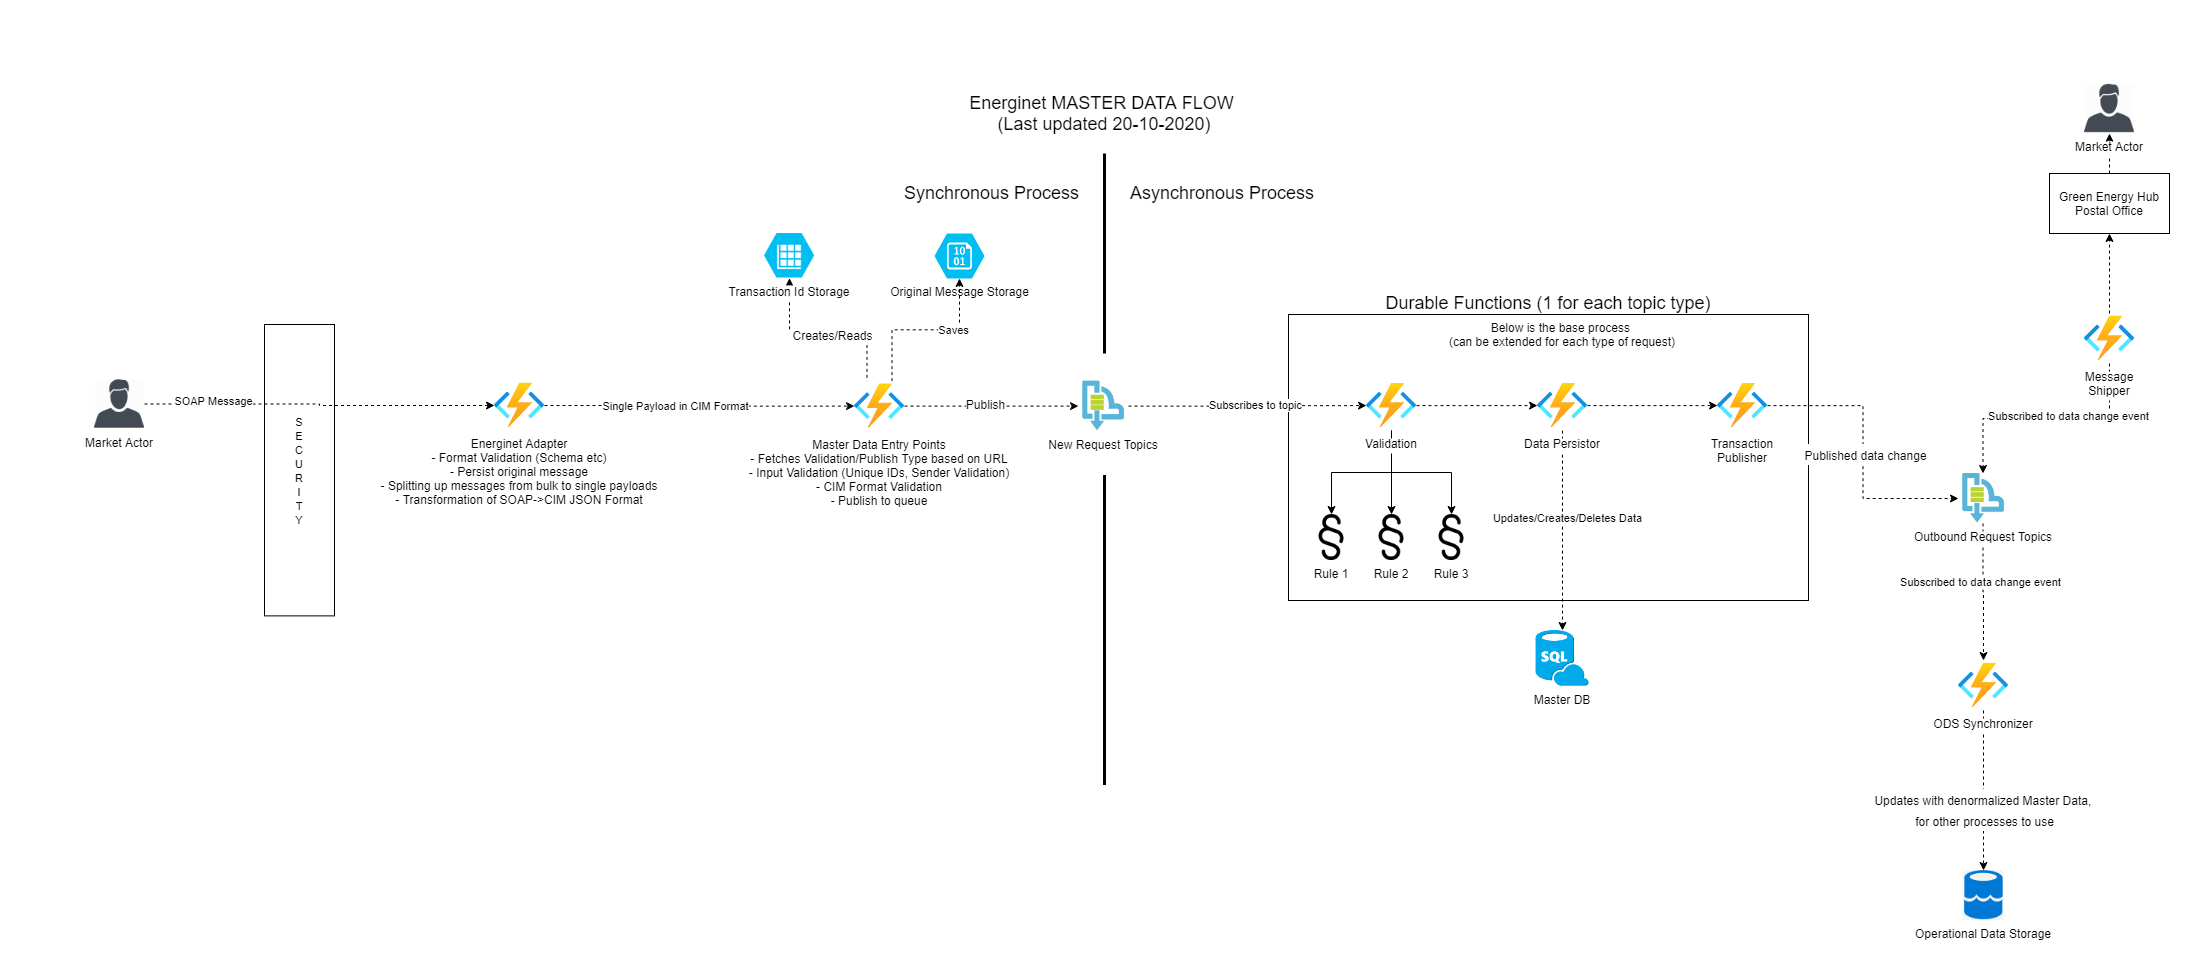 Energinet MASTER DATA FLOW
(Last updated 20-10-2020)
Synchronous Process
Asynchronous Process
Market Actor
SOAP Message
S
E
C
U
R
I
T
Y
Energinet Adapter
- Format Validation (Schema etc)
- Persist original message
- Splitting up messages from bulk to single payloads
- Transformation of SOAP->CIM JSON Format
Single Payload in CIM Format
Transaction Id Storage
Creates/Reads
Original Message Storage
Saves
Master Data Entry Points
- Fetches Validation/Publish Type based on URL
- Input Validation (Unique IDs, Sender Validation)
- CIM Format Validation
- Publish to queue
Publish
New Request Topics
Subscribes to topic
Durable Functions (1 for each topic type)
Below is the base process
(can be extended for each type of request)
Validation
Rule 1
Rule 2
Rule 3
Data Persistor
Updates/Creates/Deletes Data
SQL
Master DB
Transaction
Publisher
Published data change
Market Actor
Green Energy Hub
Postal Office
Message
Shipper
Subscribed to data change event
Outbound Request Topics
Subscribed to data change event
ODS Synchronizer
Updates with denormalized Master Data,
for other processes to use
Operational Data Storage
10
01